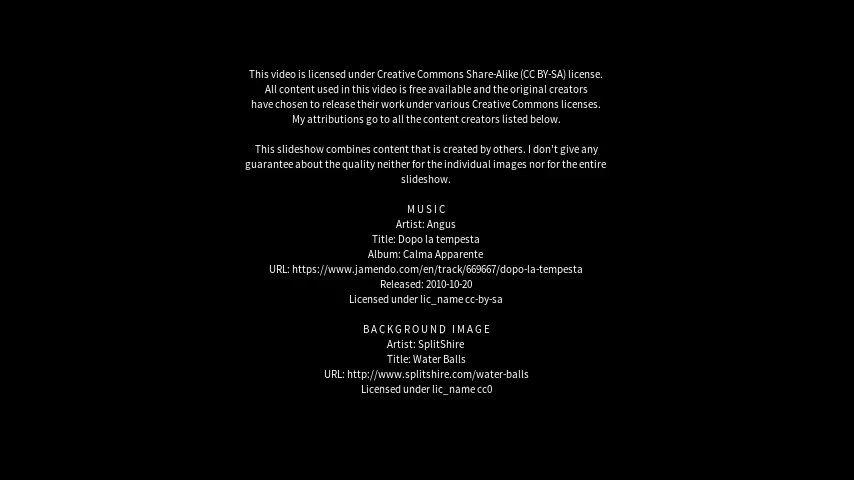 This video is licensed under Creative Commons Share-Alike (CC BY-SA) license.
All content used in this video is free available and the original creators
have chosen to release their work under various Creative Commons licenses.
My attributions go to all the content creators listed below.
This slideshow combines content that is created by others. I don't give any
guarantee about the quality neither for the individual images nor for the entire
slideshow.
MUSIC
Artist: Angus
Title: Dopo la tempesta
Album: Calma Apparente
URL: https://www.jamendo.com/en/track/669667/dopo-la-tempesta
Released: 2010-10-20
Licensed under lic_name cc-by-sa
BACKGROUND IMAGE
Artist: SplitShire
Title: Water Balls
URL: http://www.splitshire.com/water-balls
Licensed under lic_name cc0